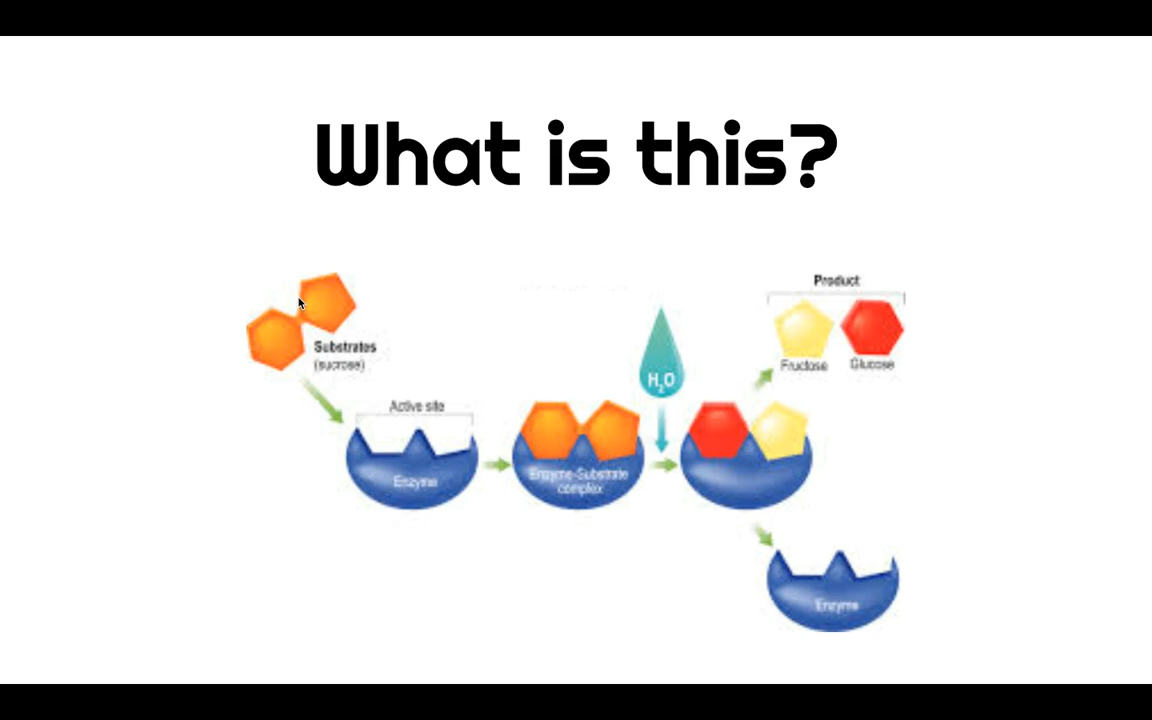 What is this?
Product
Fructose
Glucose
Substrates
(sucrose)
H₂O
Active site
Enzyme
Enzyme-Substrate
complex
Enzyme